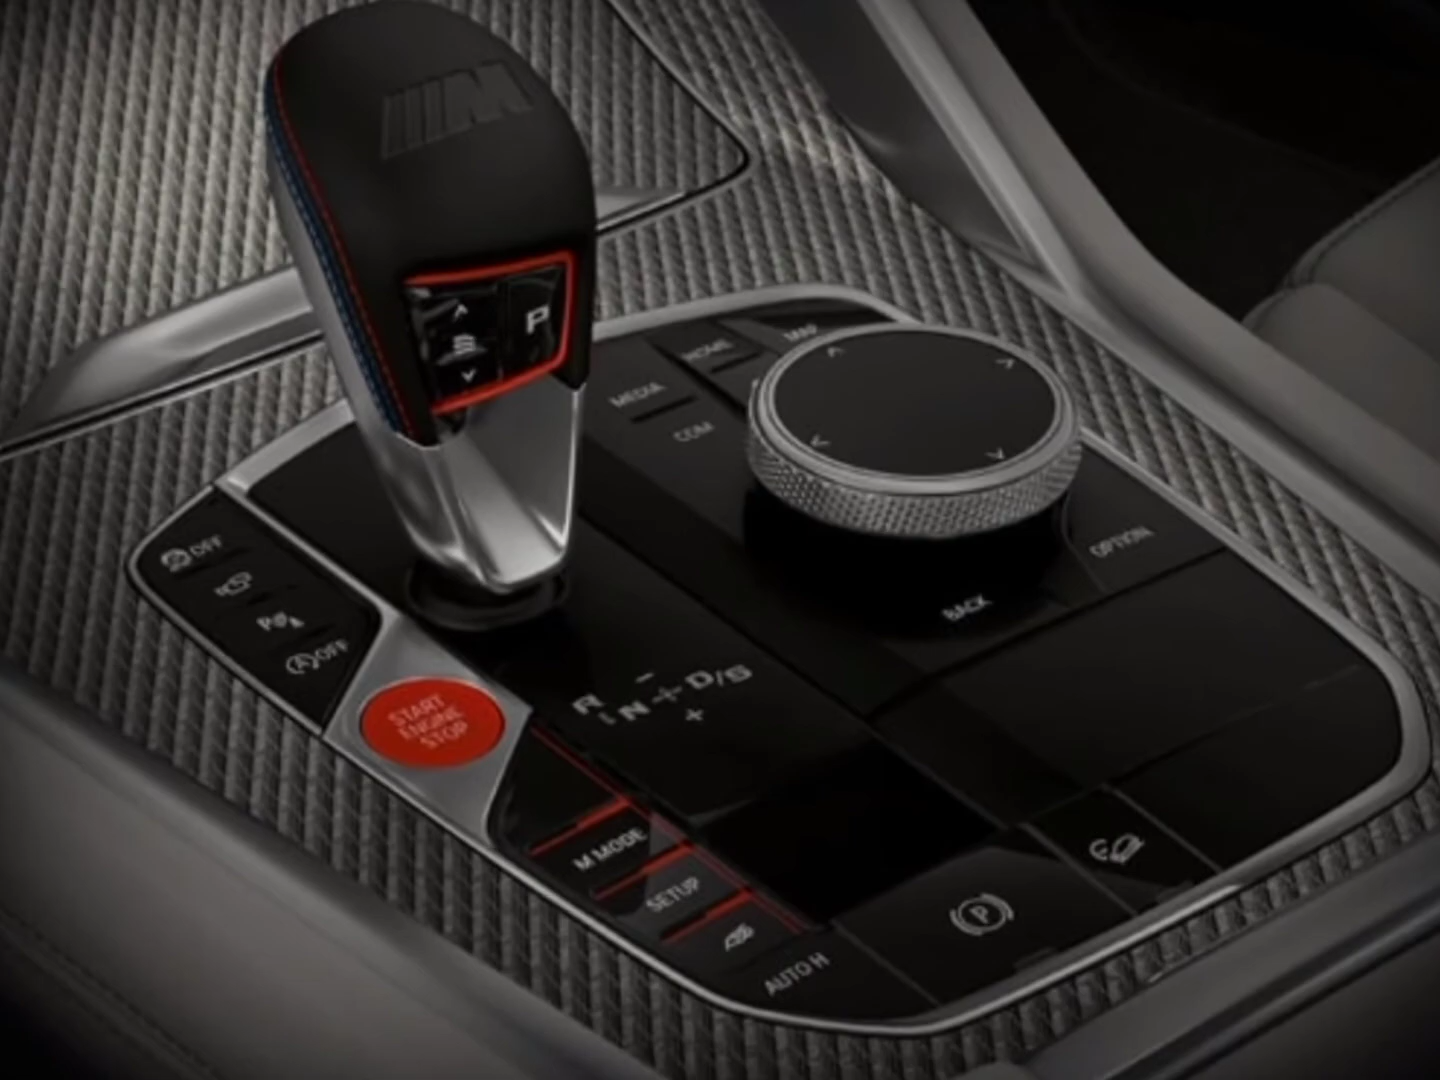 M
P
HOME
MAP
MEDIA
COM
OPTION
BACK
OFF
P
A OFF
START
ENGINE
STOP
R N D/S
- +
M MODE
SETUP
P
AUTO H